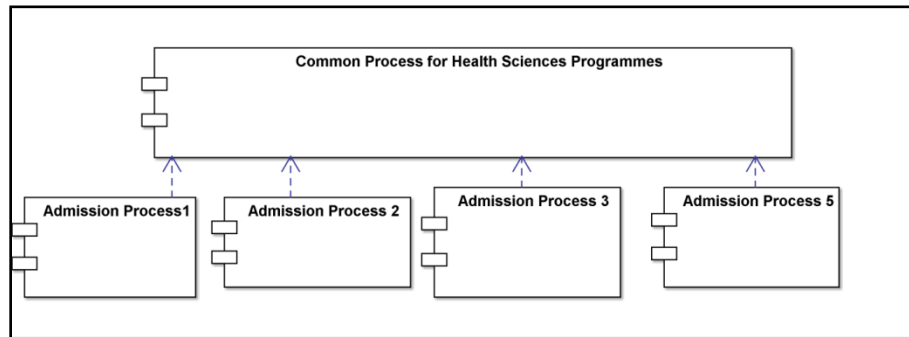 Common Process for Health Sciences Programmes
Admission Process1
Admission Process 2
Admission Process 3
Admission Process 5